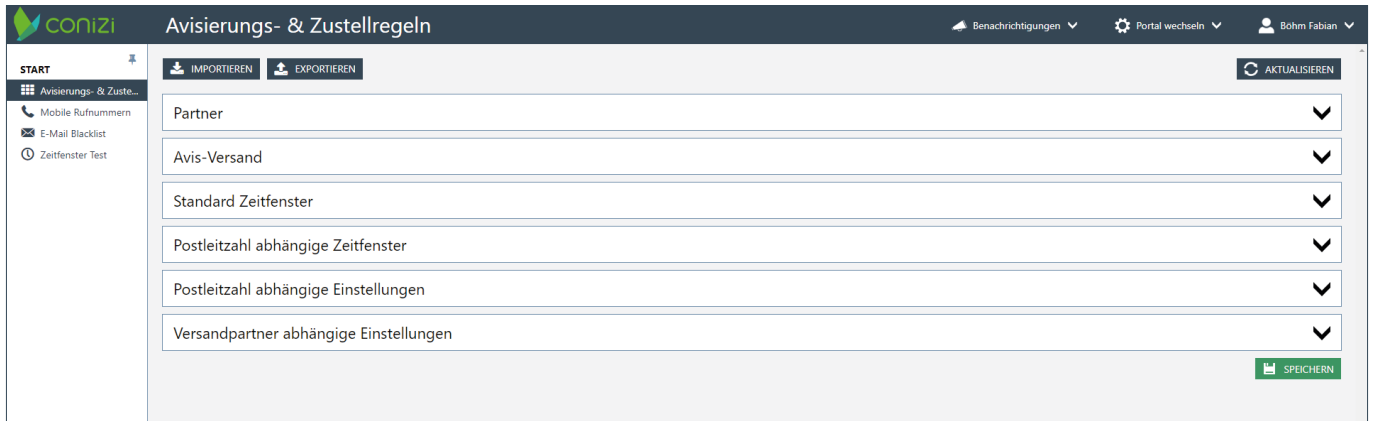 conizi
Avisierungs- & Zustellregeln
Benachrichtigungen
Portal wechseln
Böhm Fabian
START
Avisierungs- & Zuste...
Mobile Rufnummern
E-Mail Blacklist
Zeitfenster Test
IMPORTIEREN
EXPORTIEREN
AKTUALISIEREN
Partner
Avis-Versand
Standard Zeitfenster
Postleitzahl abhängige Zeitfenster
Postleitzahl abhängige Einstellungen
Versandpartner abhängige Einstellungen
SPEICHERN